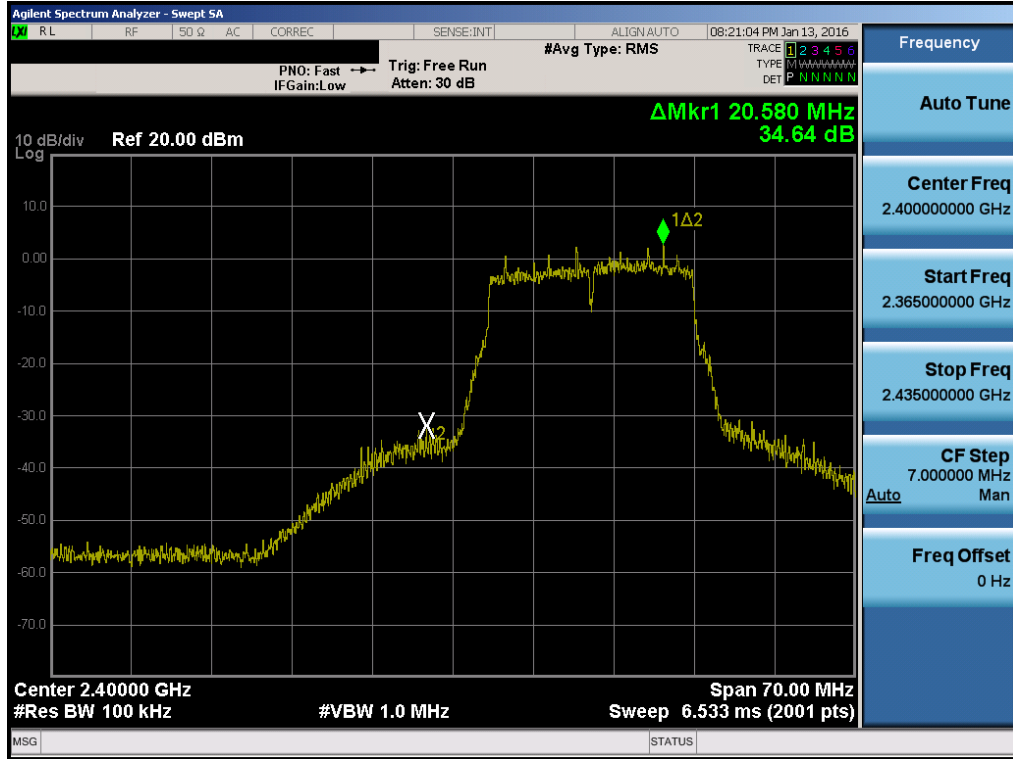 Agilent Spectrum Analyzer - Swept SA
LXI RL RF 50 Ω AC CORREC SENSE:INT ALIGN AUTO 08:21:04 PM Jan 13, 2016
#Avg Type: RMS TRACE 1 2 3 4 5 6
PNO: Fast Trig: Free Run TYPE M
IFGain:Low Atten: 30 dB DET P N N N N N
ΔMkr1 20.580 MHz
34.64 dB
10 dB/div Ref 20.00 dBm
Log
10.0
1Δ2
0.00
-10.0
-20.0
-30.0
X2
-40.0
-50.0
-60.0
-70.0
Center 2.40000 GHz Span 70.00 MHz
#Res BW 100 kHz #VBW 1.0 MHz Sweep 6.533 ms (2001 pts)
MSG STATUS
Frequency
Auto Tune
Center Freq
2.400000000 GHz
Start Freq
2.365000000 GHz
Stop Freq
2.435000000 GHz
CF Step
7.000000 MHz
Auto Man
Freq Offset
0 Hz